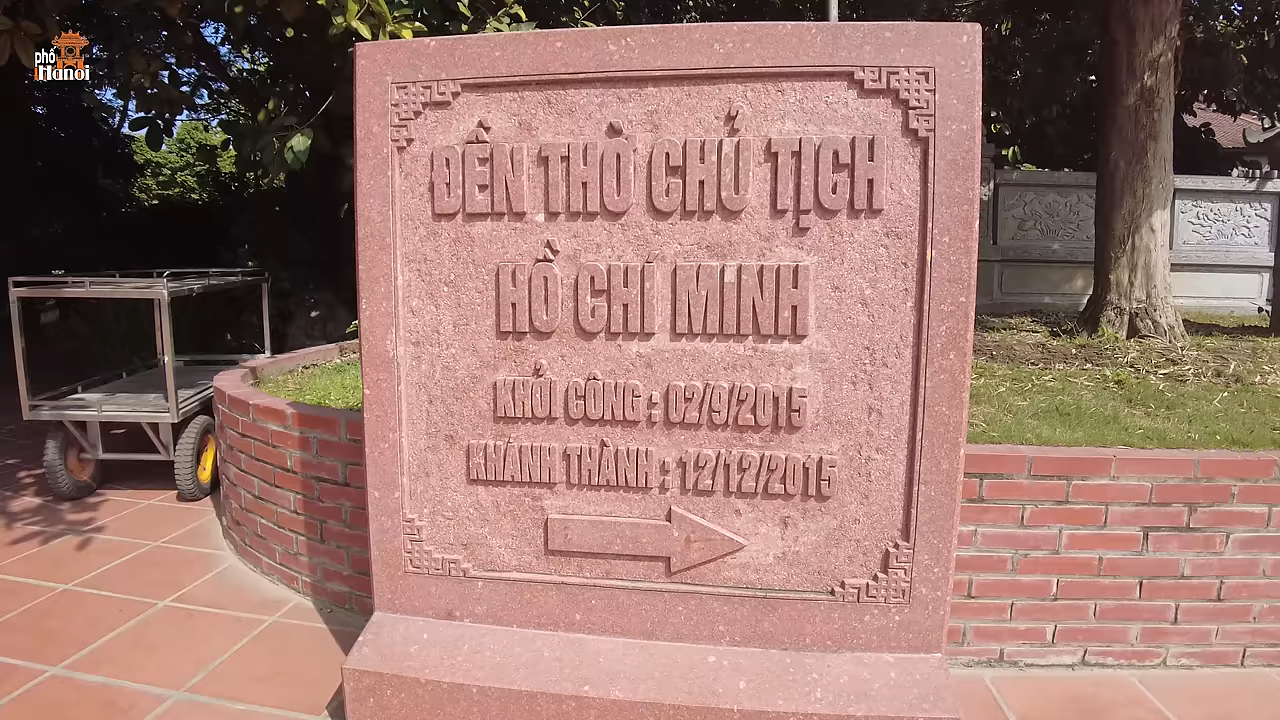 phố
Hanoi
ĐỀN THỜ CHỦ TỊCH
HỒ CHÍ MINH
KHỞI CÔNG : 02/9/2015
KHÁNH THÀNH : 12/12/2015